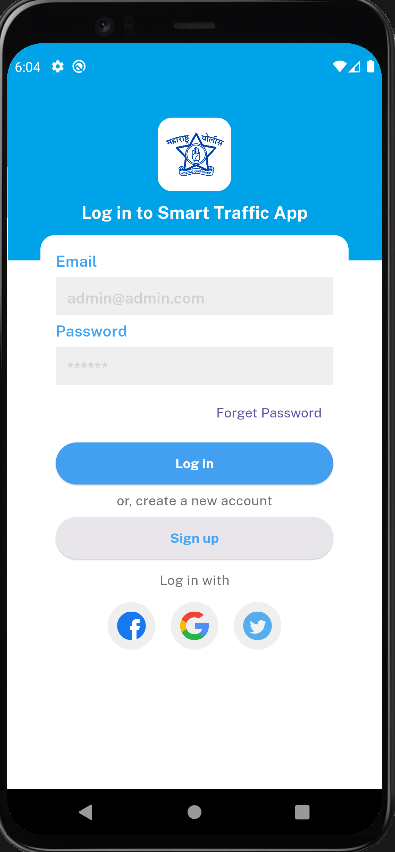 6:04
महाराष्ट्र पोलीस
Log in to Smart Traffic App
Email
admin@admin.com
Password
******
Forget Password
Log in
or, create a new account
Sign up
Log in with